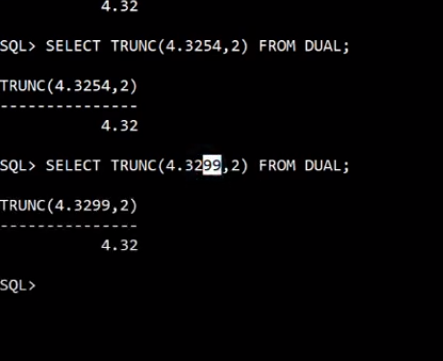 4.32
SQL> SELECT TRUNC(4.3254,2) FROM DUAL;
TRUNC(4.3254,2)
---------------
4.32
SQL> SELECT TRUNC(4.3299,2) FROM DUAL;
TRUNC(4.3299,2)
---------------
4.32
SQL>